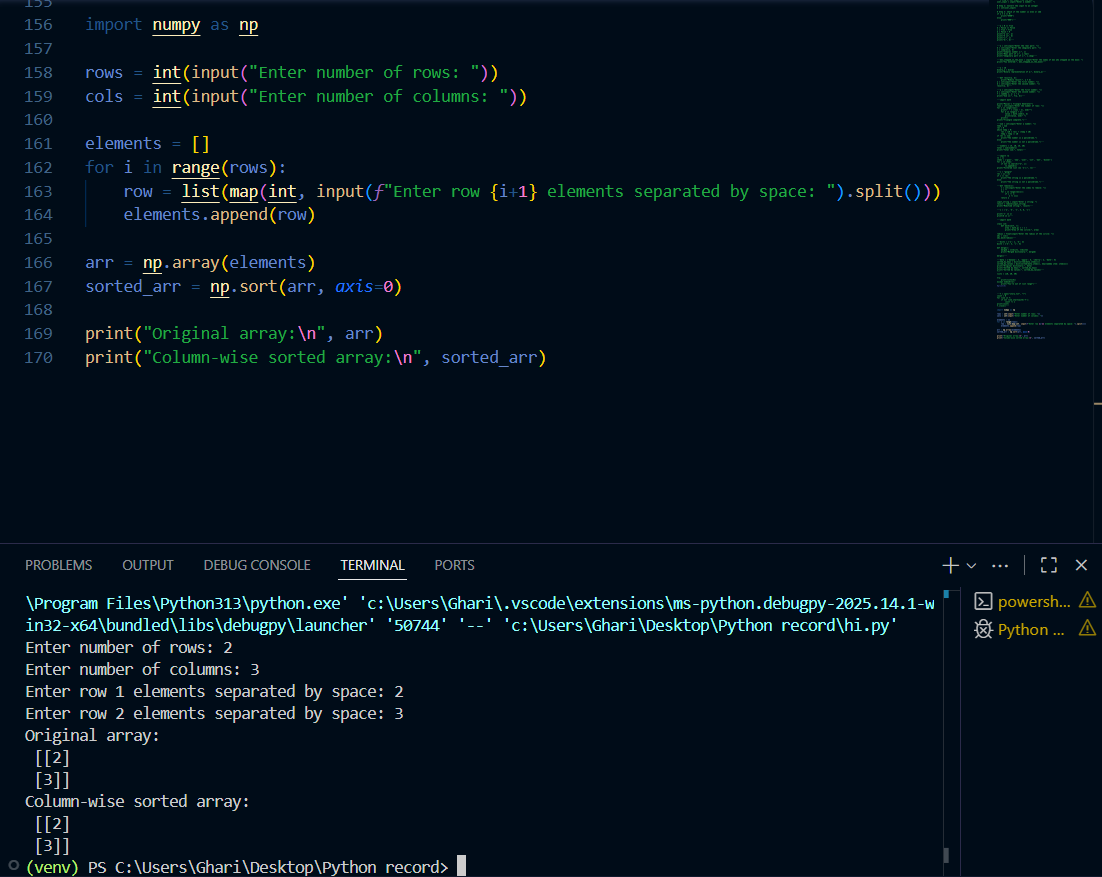 155
156 import numpy as np
157
158 rows = int(input("Enter number of rows: "))
159 cols = int(input("Enter number of columns: "))
160
161 elements = []
162 for i in range(rows):
163     row = list(map(int, input(f"Enter row {i+1} elements separated by space: ").split()))
164     elements.append(row)
165
166 arr = np.array(elements)
167 sorted_arr = np.sort(arr, axis=0)
168
169 print("Original array:\n", arr)
170 print("Column-wise sorted array:\n", sorted_arr)
PROBLEMS OUTPUT DEBUG CONSOLE TERMINAL PORTS
\Program Files\Python313\python.exe' 'c:\Users\Ghari\.vscode\extensions\ms-python.debugpy-2025.14.1-w
in32-x64\bundled\libs\debugpy\launcher' '50744' '--' 'c:\Users\Ghari\Desktop\Python record\hi.py'
Enter number of rows: 2
Enter number of columns: 3
Enter row 1 elements separated by space: 2
Enter row 2 elements separated by space: 3
Original array:
 [[2]
 [3]]
Column-wise sorted array:
 [[2]
 [3]]
(venv) PS C:\Users\Ghari\Desktop\Python record>
powersh...
Python ...